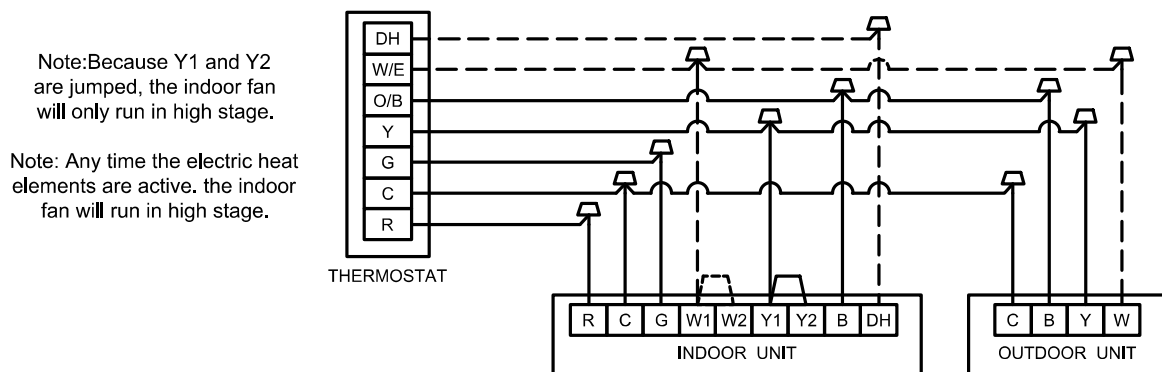 Note:Because Y1 and Y2
are jumped, the indoor fan
will only run in high stage.
Note: Any time the electric heat
elements are active. the indoor
fan will run in high stage.
DH
W/E
O/B
Y
G
C
R
THERMOSTAT
R C G W1 W2 Y1 Y2 B DH
INDOOR UNIT
C B Y W
OUTDOOR UNIT